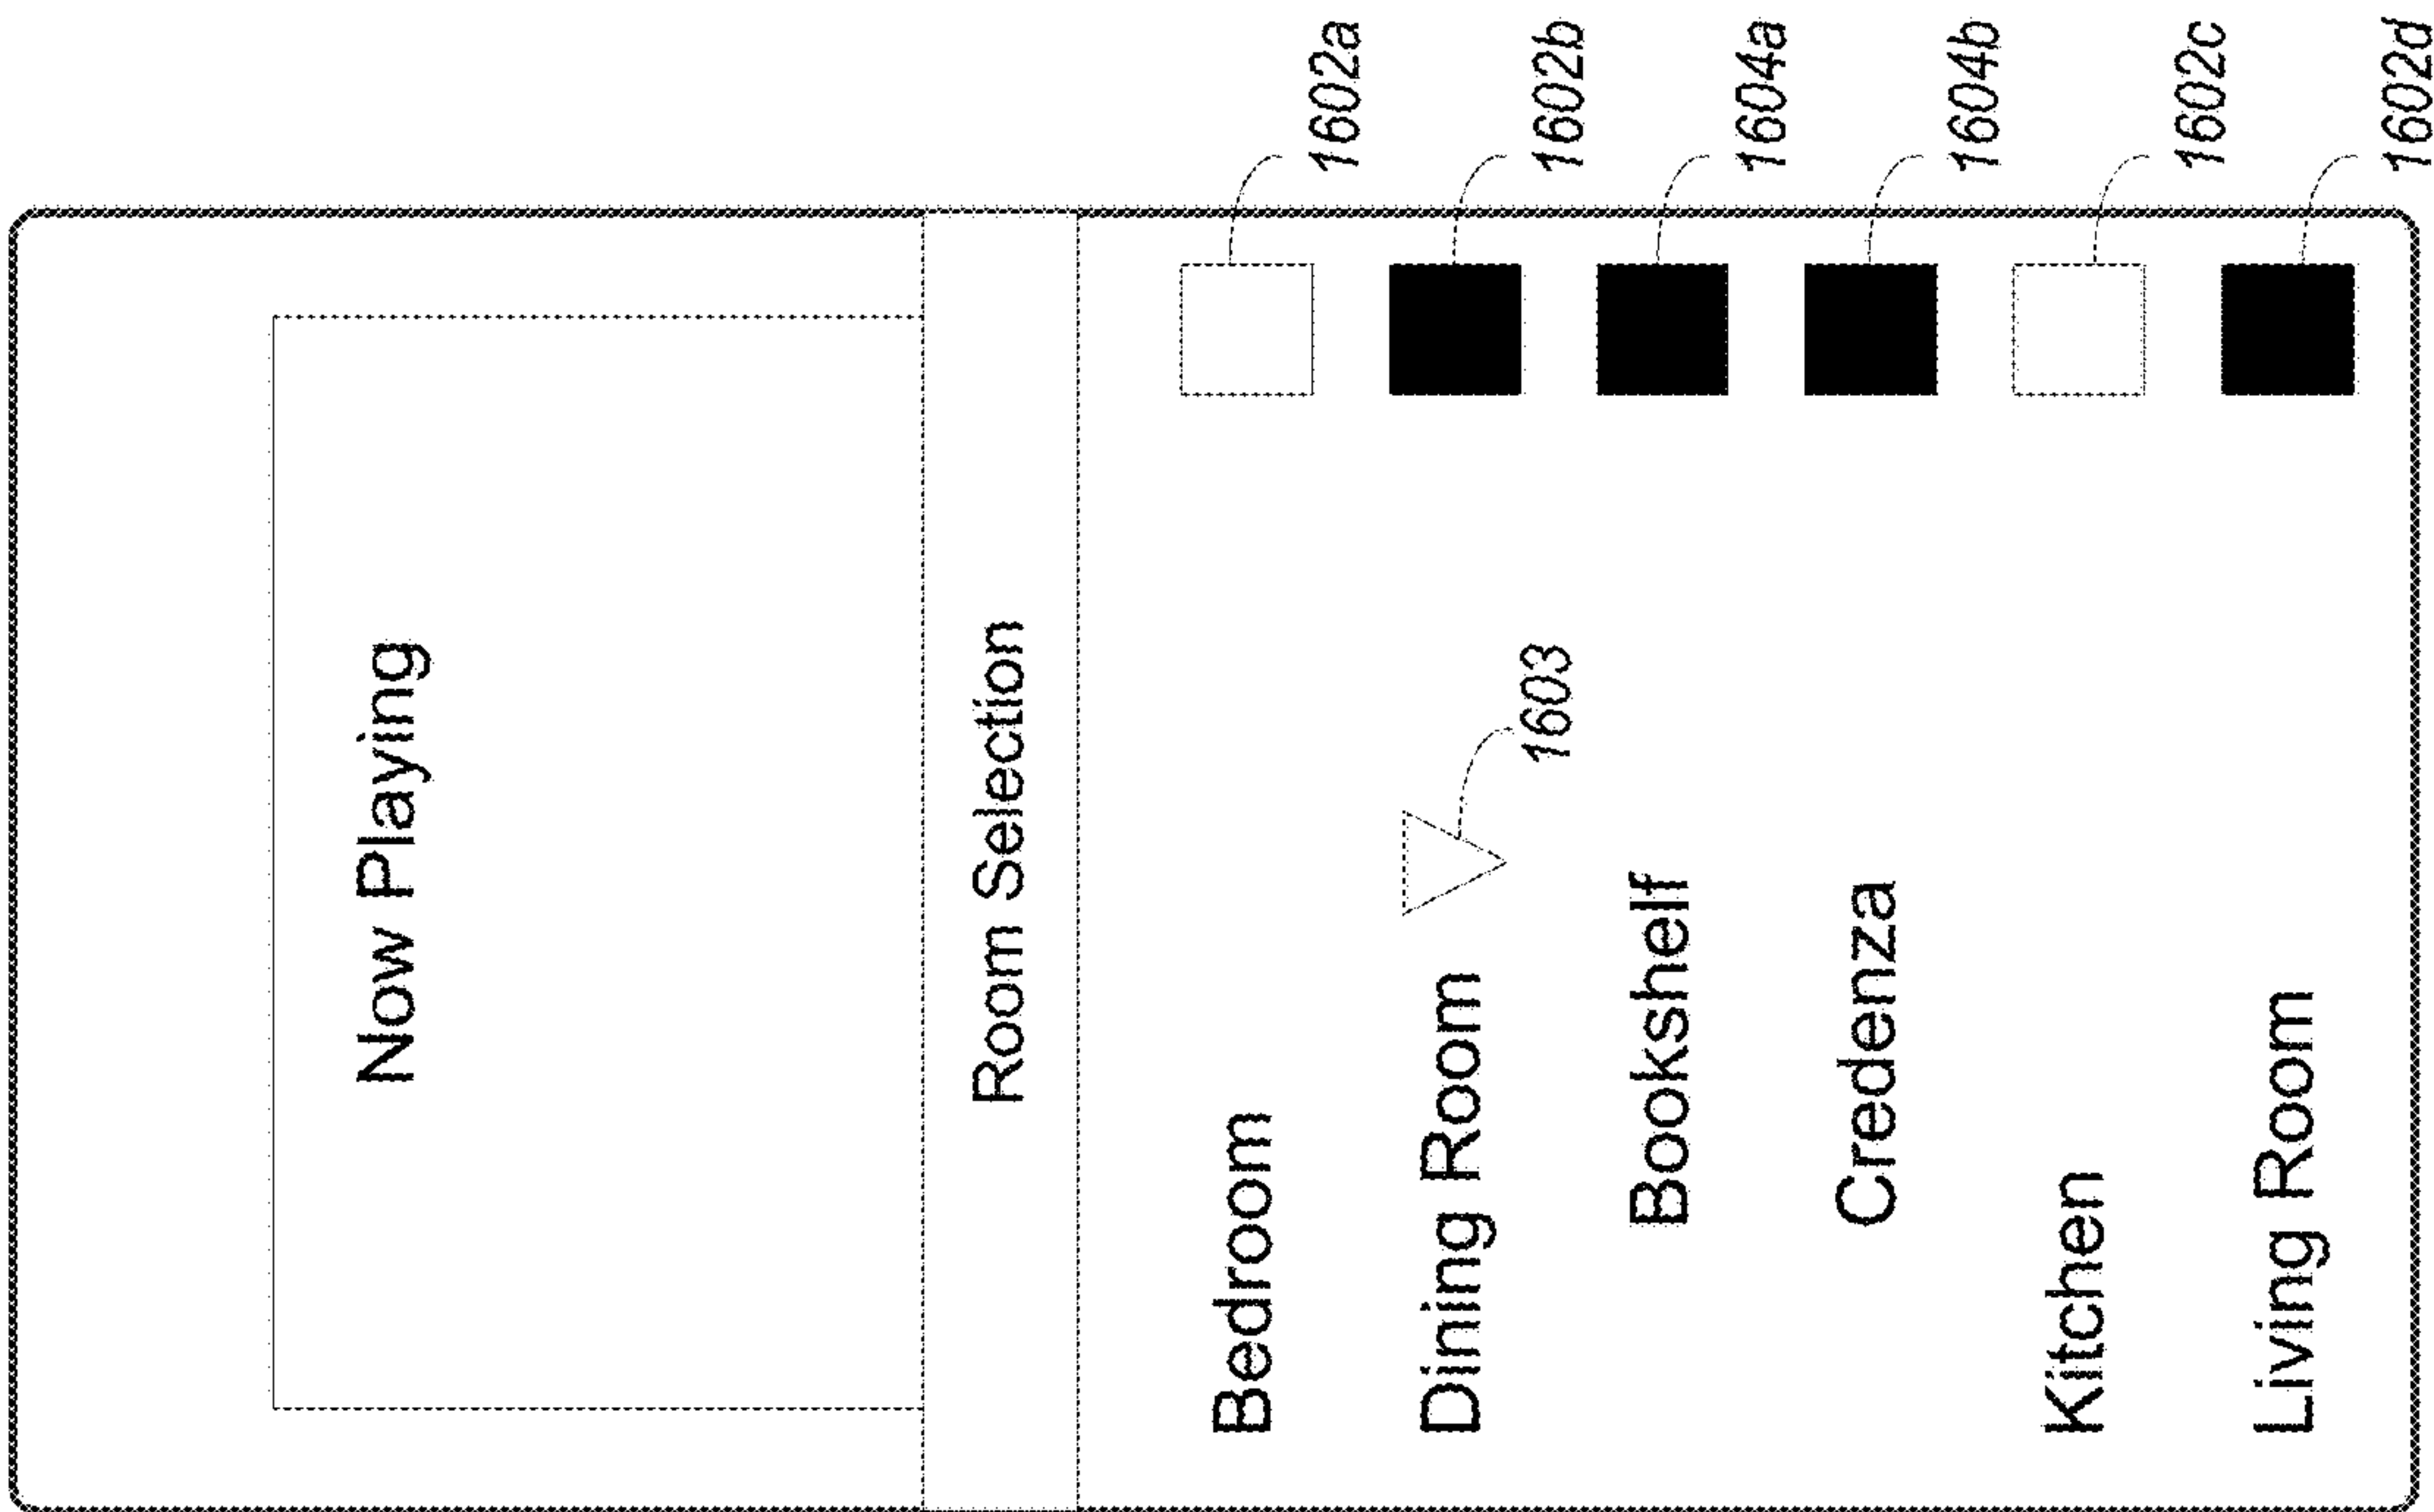 Now Playing
Room Selection
Bedroom 1602a
Dining Room 1603 1602b
Bookshelf 1604a
Credenza 1604b
Kitchen 1602c
Living Room 1602d